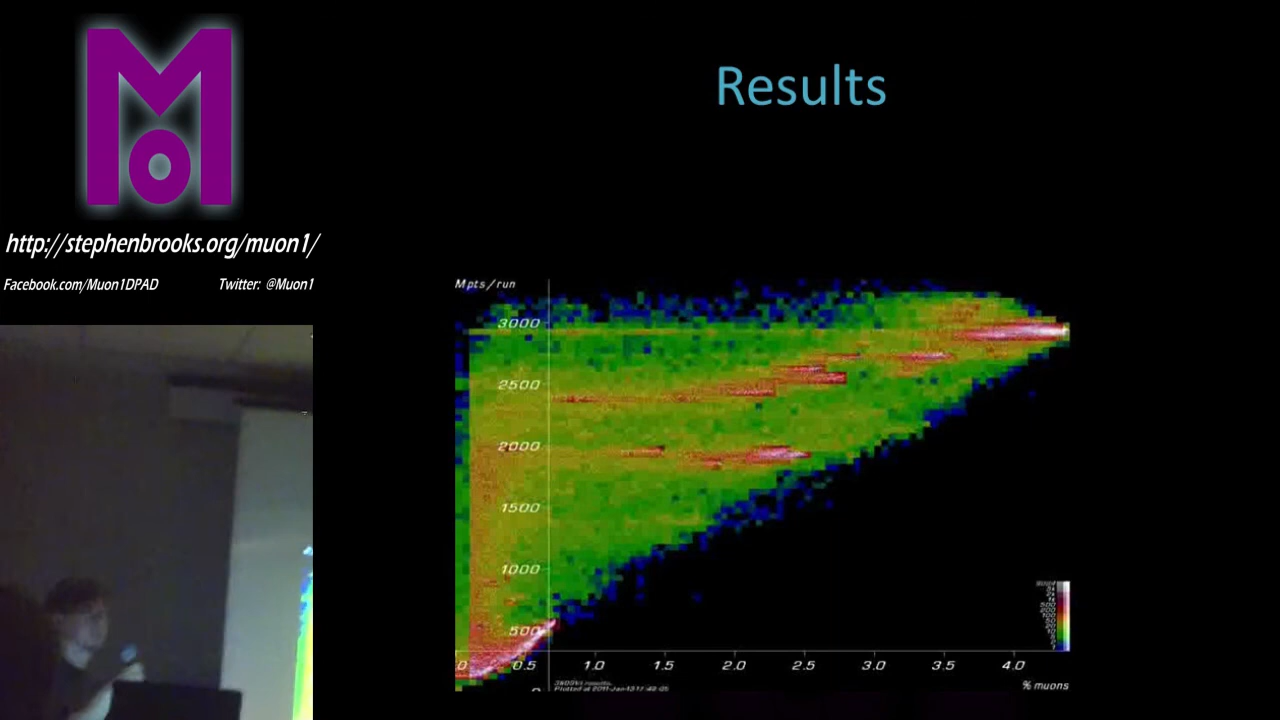 Results
http://stephenbrooks.org/muon1/
Facebook.com/Muon1DPAD Twitter: @Muon1
Mpts/run
3000
2500
2000
1500
1000
500
0 0.5 1.0 1.5 2.0 2.5 3.0 3.5 4.0
0
% muons